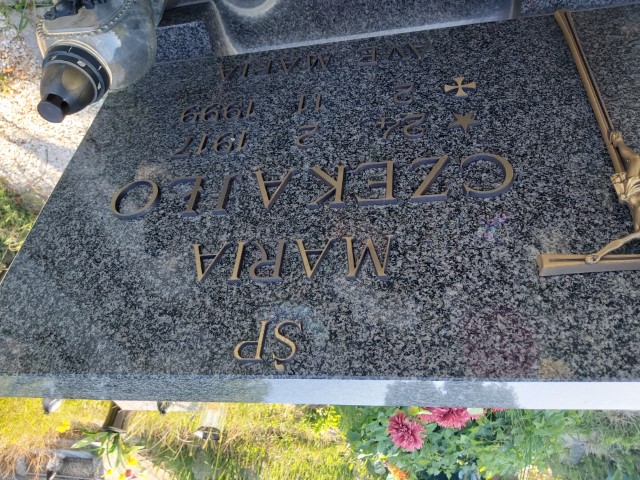 ŚP
MARIA
CZEKAJŁO
★ 24 2 1917
✠ 2 11 1999
AVE MARIA